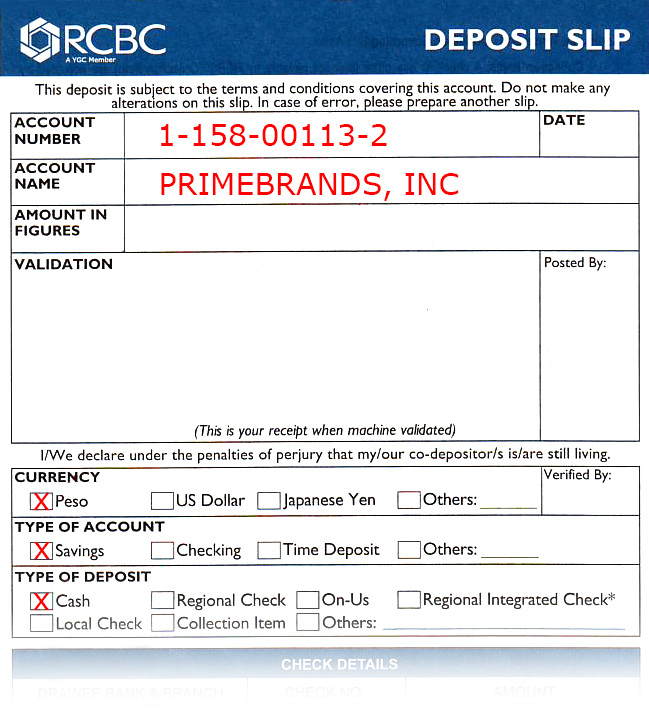 RCBC
A YGC Member
DEPOSIT SLIP
This deposit is subject to the terms and conditions covering this account. Do not make any
alterations on this slip. In case of error, please prepare another slip.
ACCOUNT
NUMBER
1-158-00113-2
DATE
ACCOUNT
NAME
PRIMEBRANDS, INC
AMOUNT IN
FIGURES
VALIDATION
Posted By:
(This is your receipt when machine validated)
I/We declare under the penalties of perjury that my/our co-depositor/s is/are still living.
CURRENCY
Verified By:
X Peso US Dollar Japanese Yen Others: ______
TYPE OF ACCOUNT
X Savings Checking Time Deposit Others: ______
TYPE OF DEPOSIT
X Cash Regional Check On-Us Regional Integrated Check*
Local Check Collection Item Others: ______
CHECK DETAILS
DRAWEE BANK & BRANCH CHECK NO AMOUNT